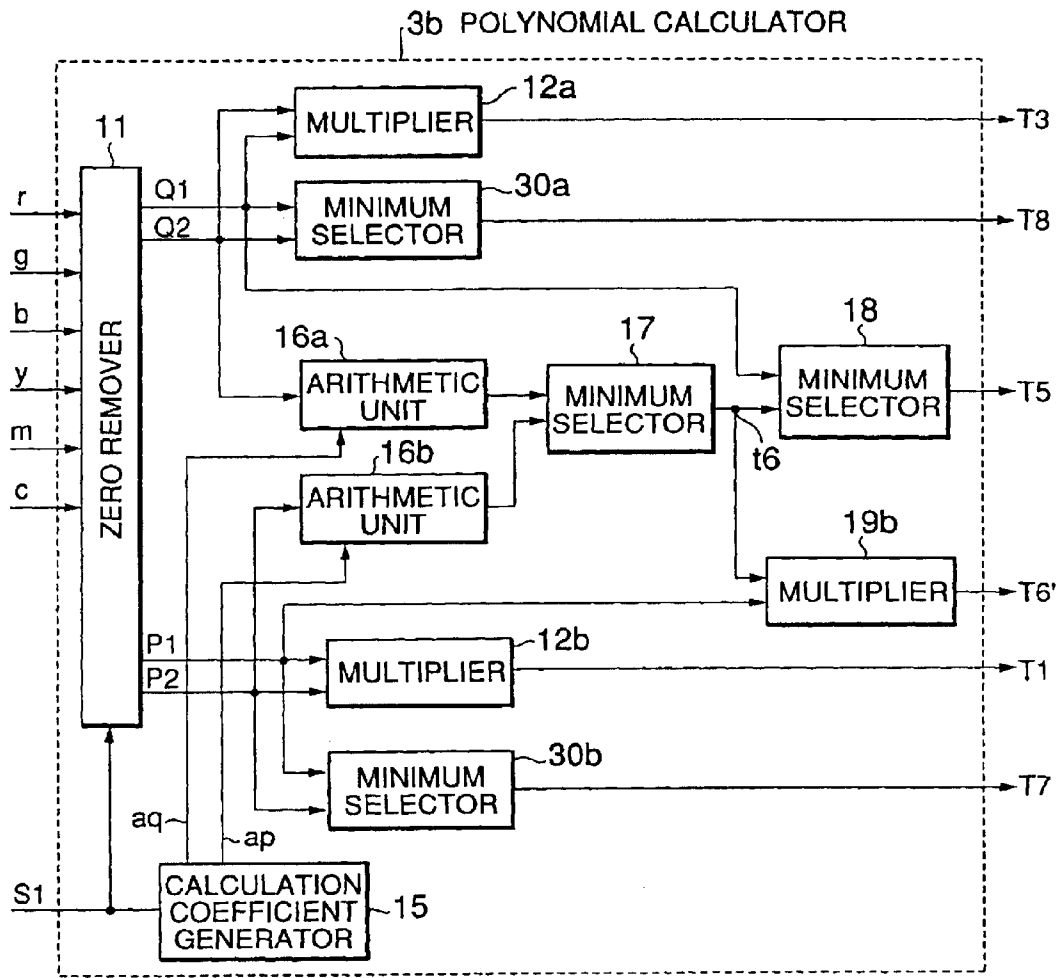 3b POLYNOMIAL CALCULATOR
12a
MULTIPLIER
T3
11
r
g
b
y
m
c
ZERO REMOVER
Q1
Q2
30a
MINIMUM
SELECTOR
T8
16a
ARITHMETIC
UNIT
17
MINIMUM
SELECTOR
t6
18
MINIMUM
SELECTOR
T5
16b
ARITHMETIC
UNIT
19b
MULTIPLIER
T6'
P1
P2
12b
MULTIPLIER
T1
30b
MINIMUM
SELECTOR
T7
aq
ap
S1
CALCULATION
COEFFICIENT
GENERATOR
15